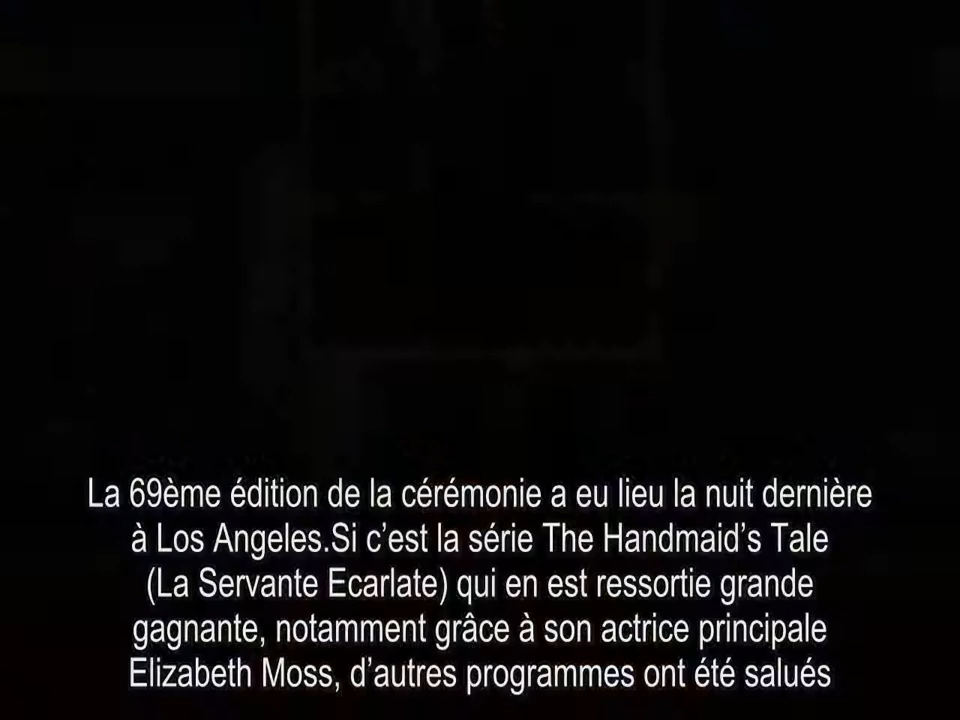 La 69ème édition de la cérémonie a eu lieu la nuit dernière
à Los Angeles.Si c’est la série The Handmaid’s Tale
(La Servante Ecarlate) qui en est ressortie grande
gagnante, notamment grâce à son actrice principale
Elizabeth Moss, d’autres programmes ont été salués